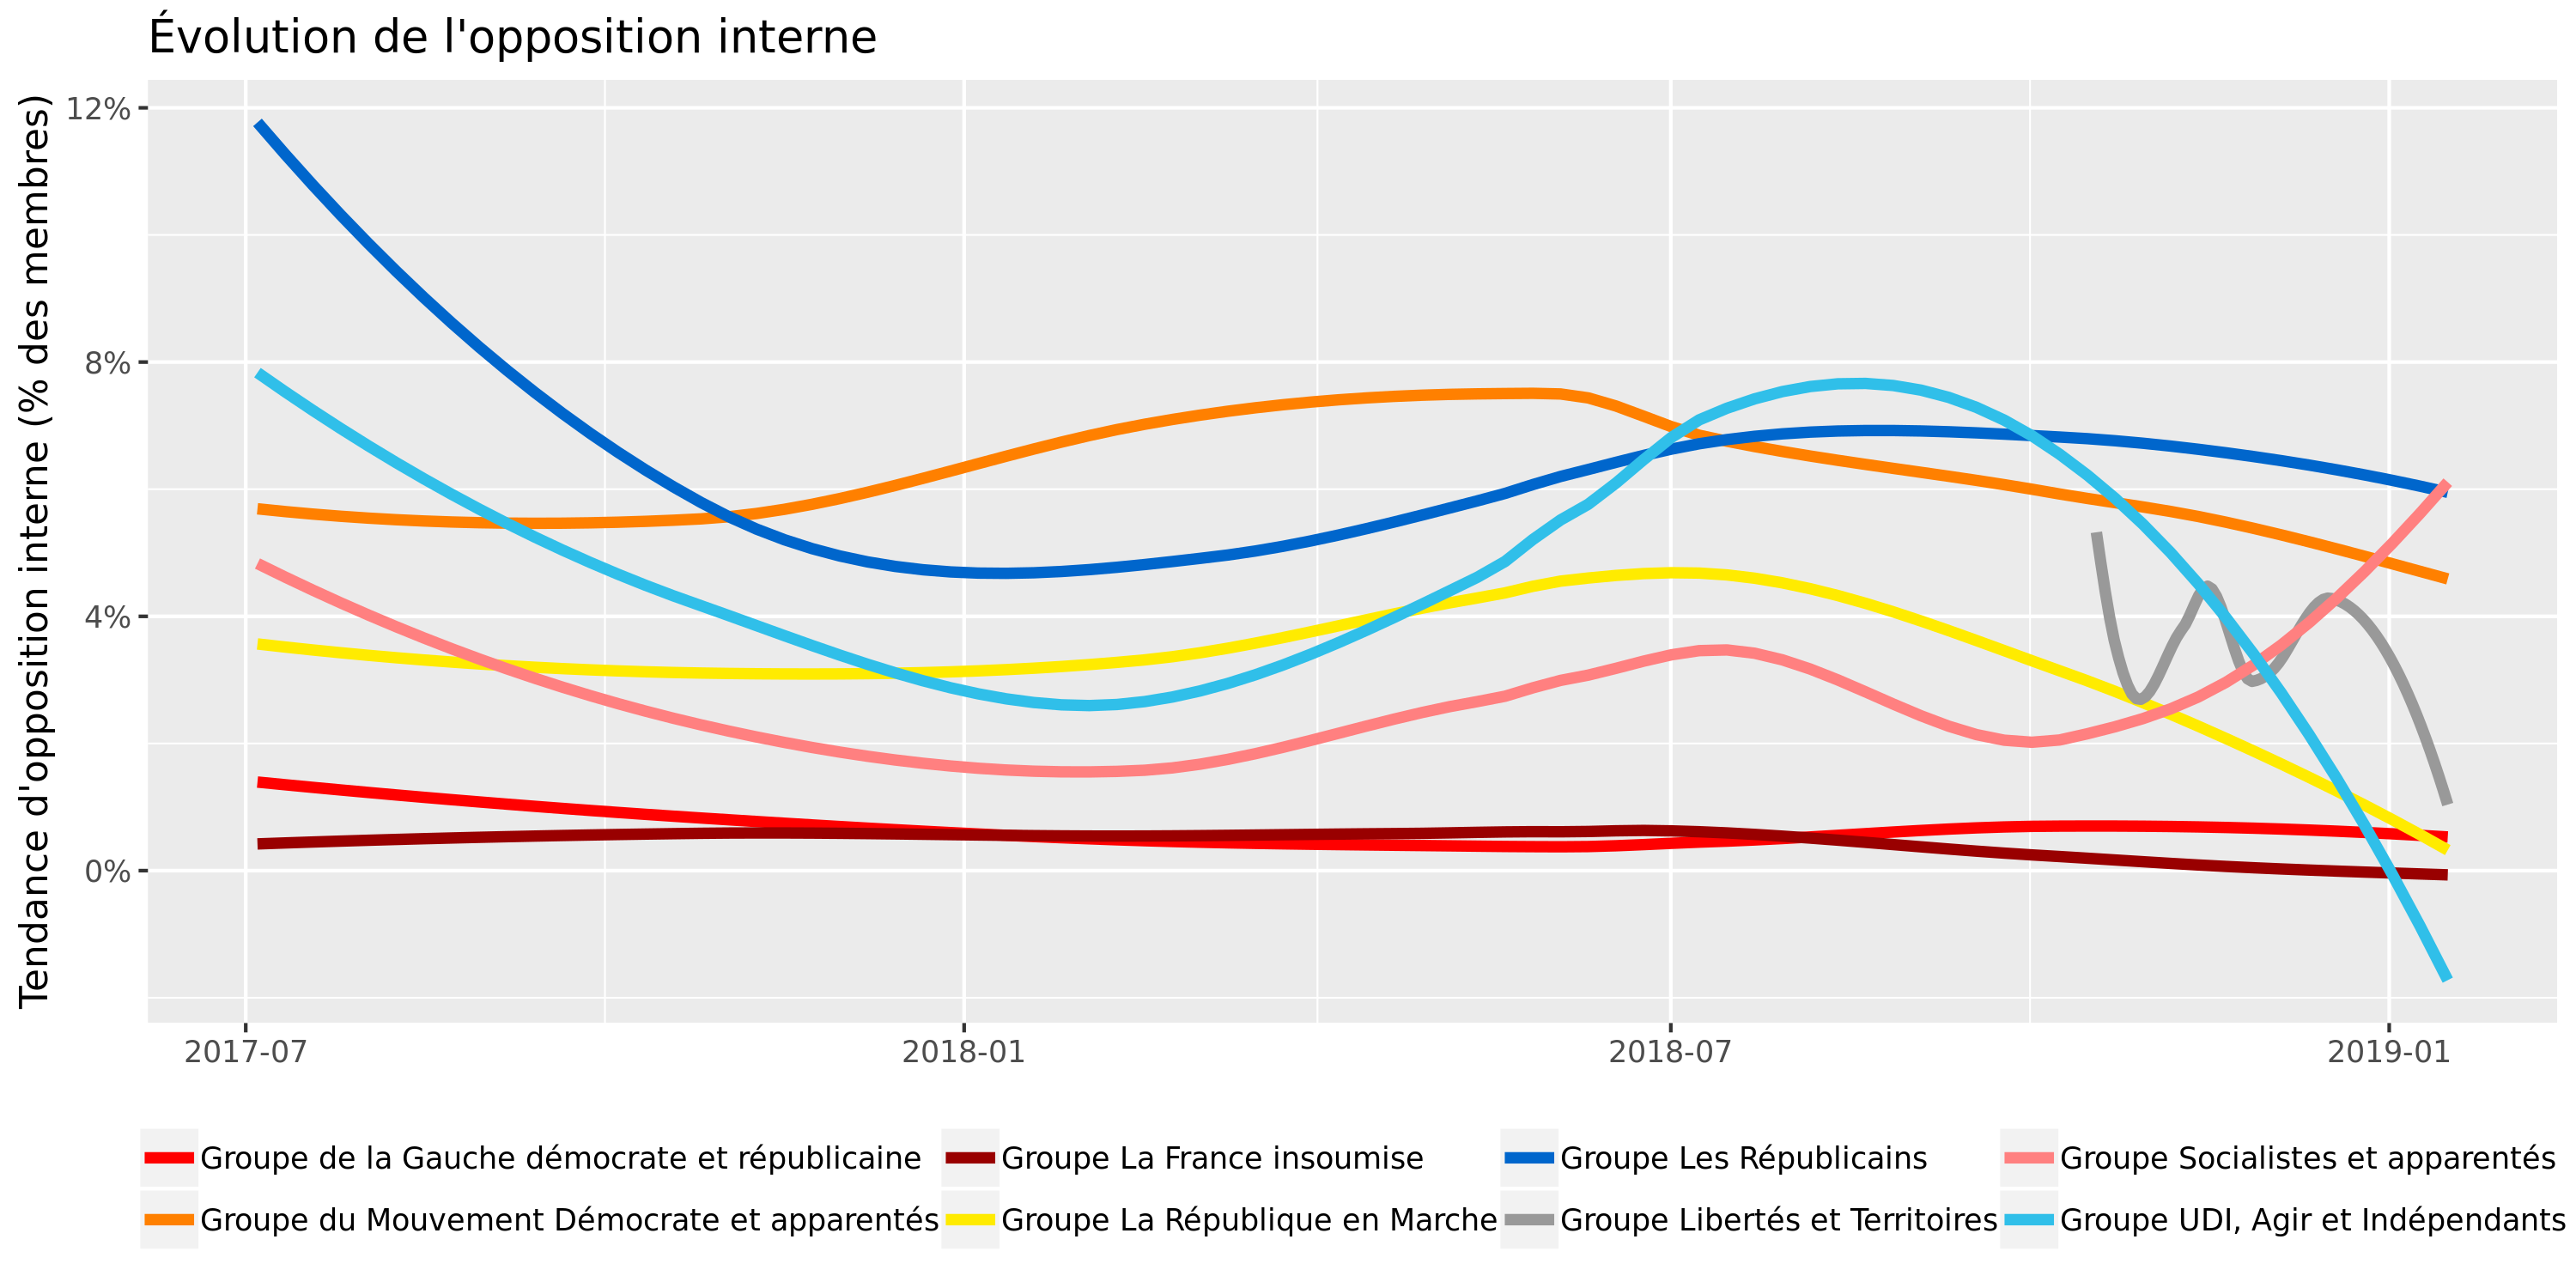 Évolution de l'opposition interne
Tendance d'opposition interne (% des membres)
12%
8%
4%
0%
2017-07 2018-01 2018-07 2019-01
Groupe de la Gauche démocrate et républicaine Groupe La France insoumise Groupe Les Républicains Groupe Socialistes et apparentés
Groupe du Mouvement Démocrate et apparentés Groupe La République en Marche Groupe Libertés et Territoires Groupe UDI, Agir et Indépendants